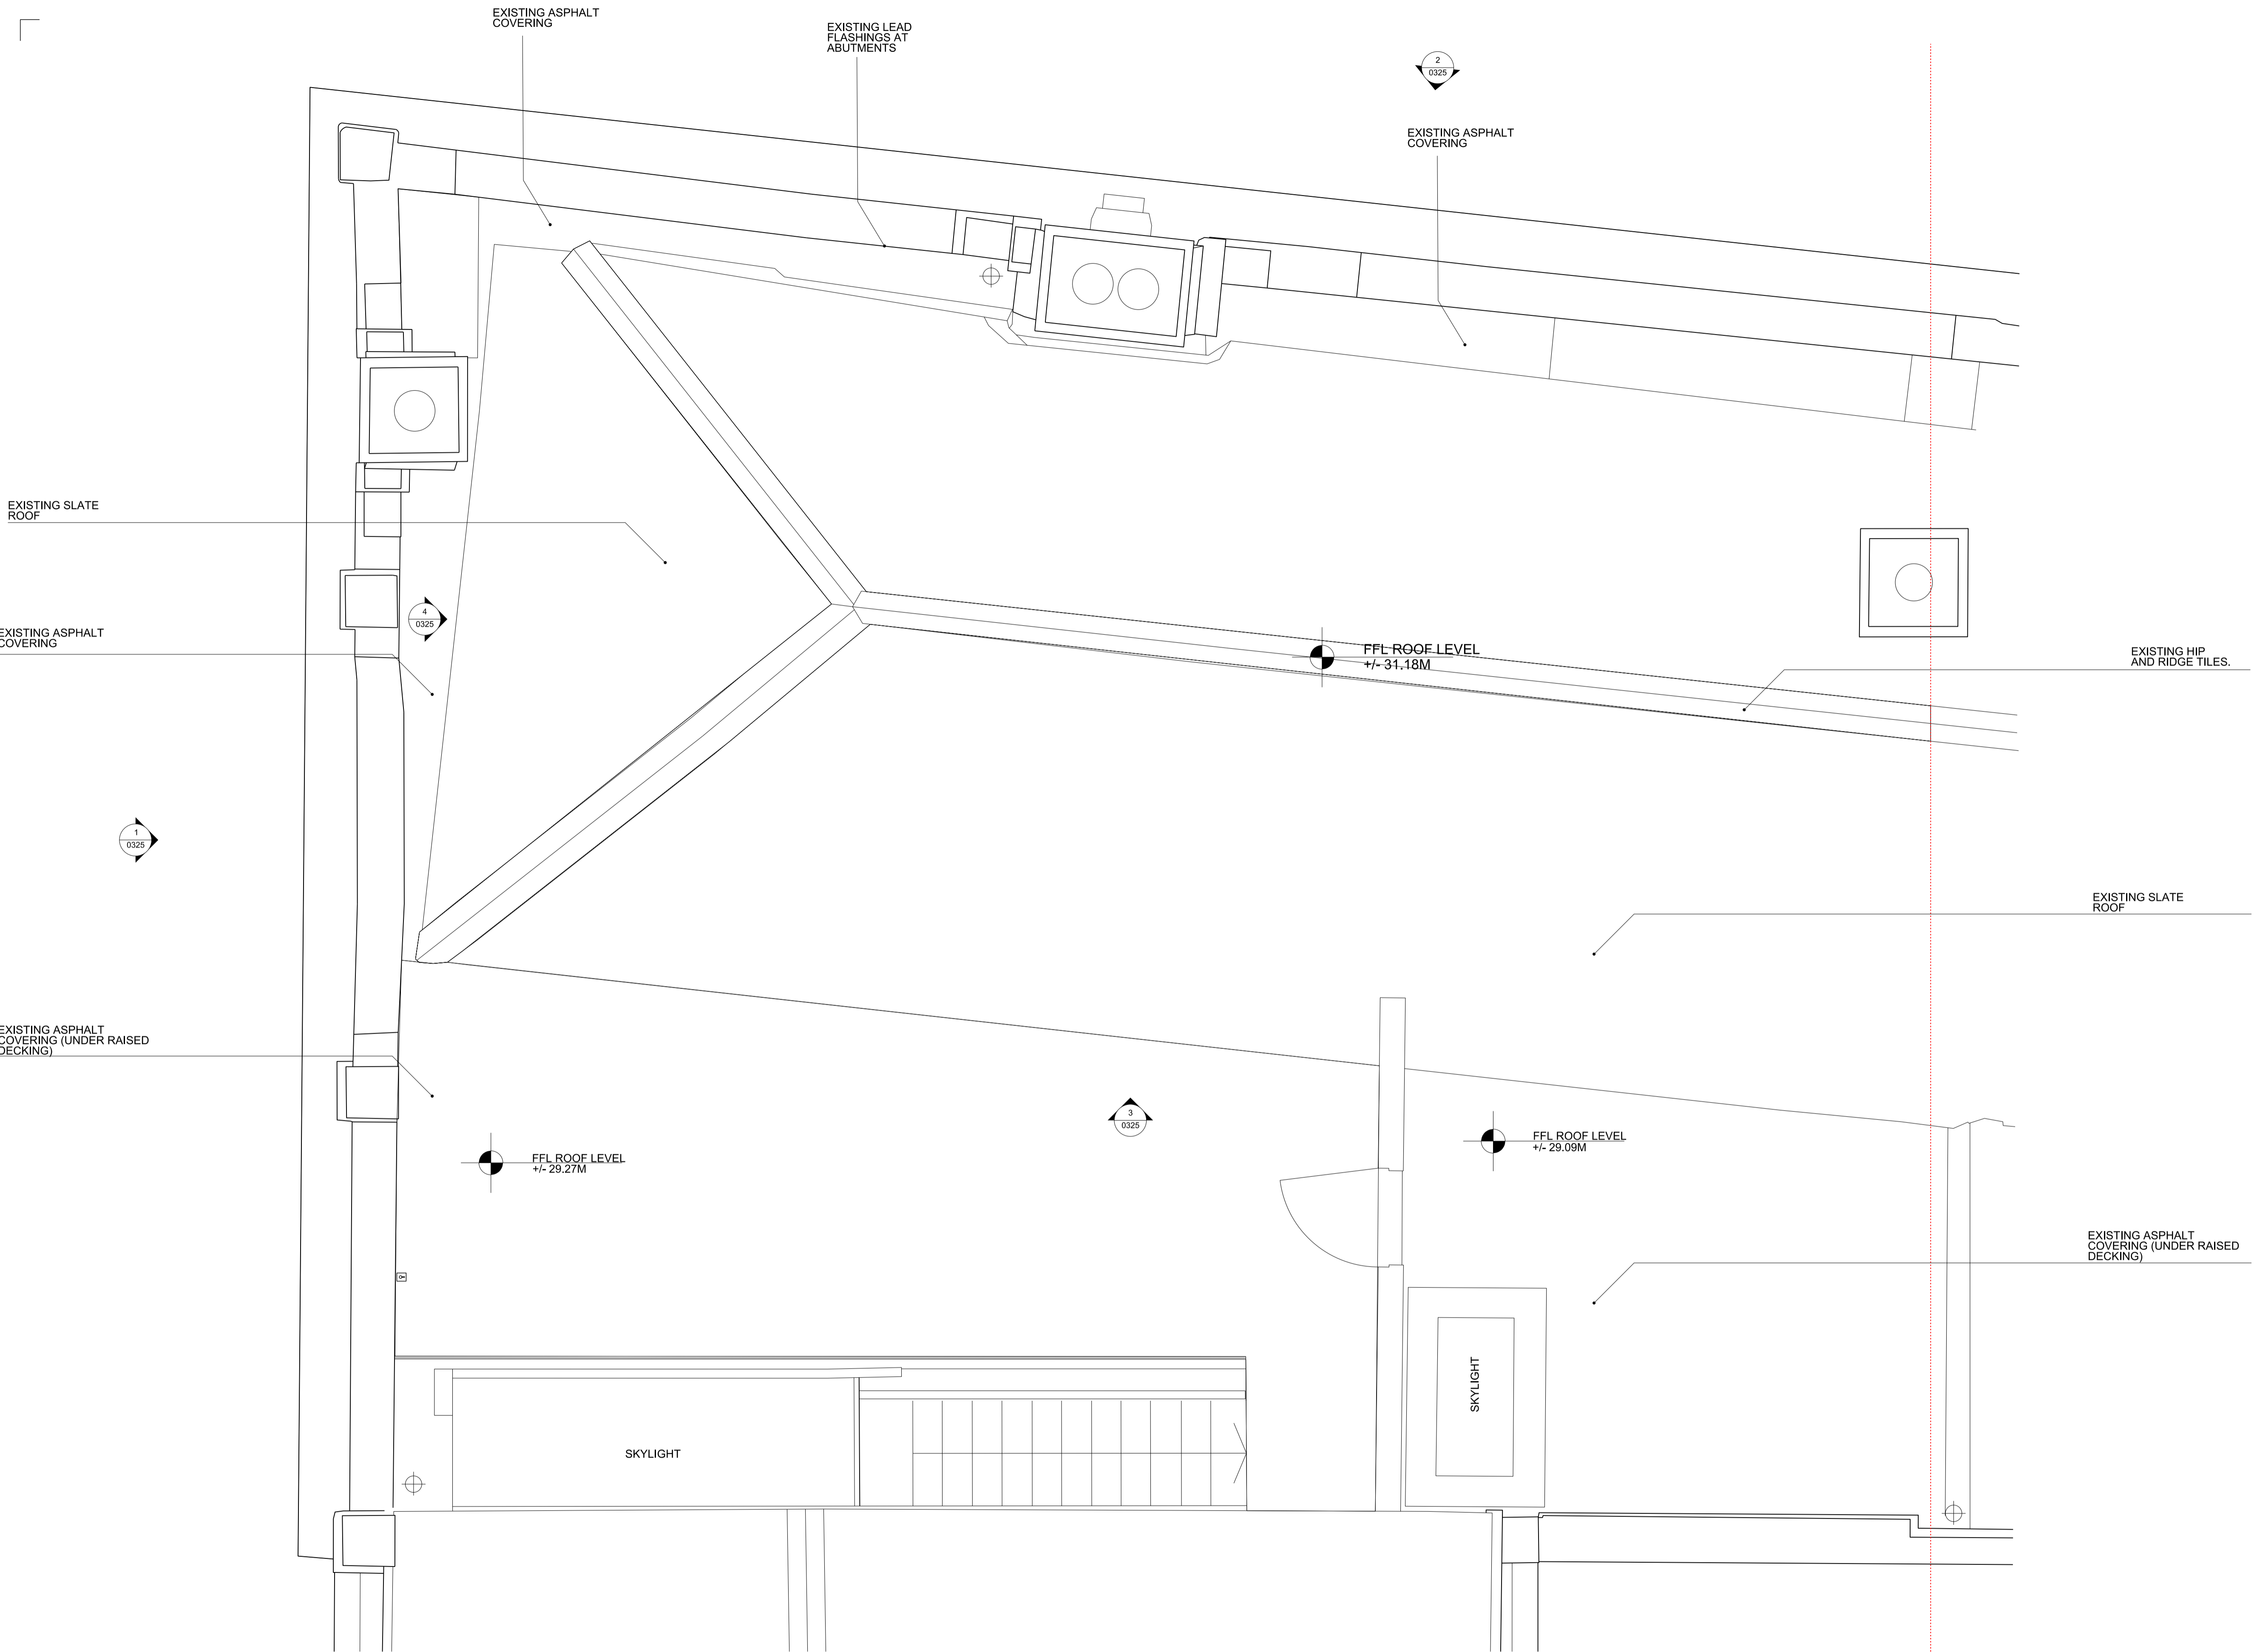 EXISTING ASPHALT
COVERING
EXISTING LEAD
FLASHINGS AT
ABUTMENTS
2
0325
EXISTING ASPHALT
COVERING
EXISTING SLATE
ROOF
4
0325
EXISTING ASPHALT
COVERING
FFL ROOF LEVEL
+/- 31.18M
EXISTING HIP
AND RIDGE TILES.
1
0325
EXISTING SLATE
ROOF
EXISTING ASPHALT
COVERING (UNDER RAISED
DECKING)
3
0325
FFL ROOF LEVEL
+/- 29.27M
FFL ROOF LEVEL
+/- 29.09M
EXISTING ASPHALT
COVERING (UNDER RAISED
DECKING)
SKYLIGHT
SKYLIGHT